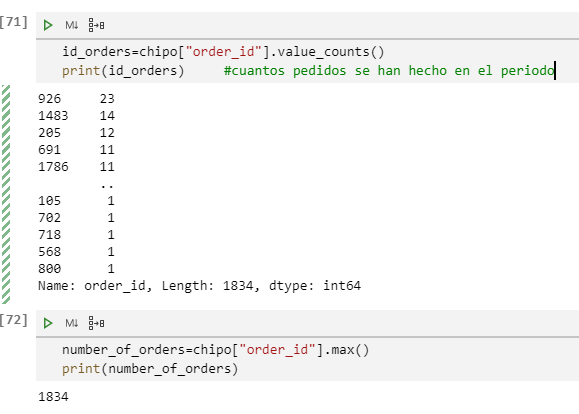 [71]
M↓
id_orders=chipo["order_id"].value_counts()
print(id_orders)     #cuantos pedidos se han hecho en el periodo
926     23
1483    14
205     12
691     11
1786    11
        ..
105      1
702      1
718      1
568      1
800      1
Name: order_id, Length: 1834, dtype: int64
[72]
M↓
number_of_orders=chipo["order_id"].max()
print(number_of_orders)
1834